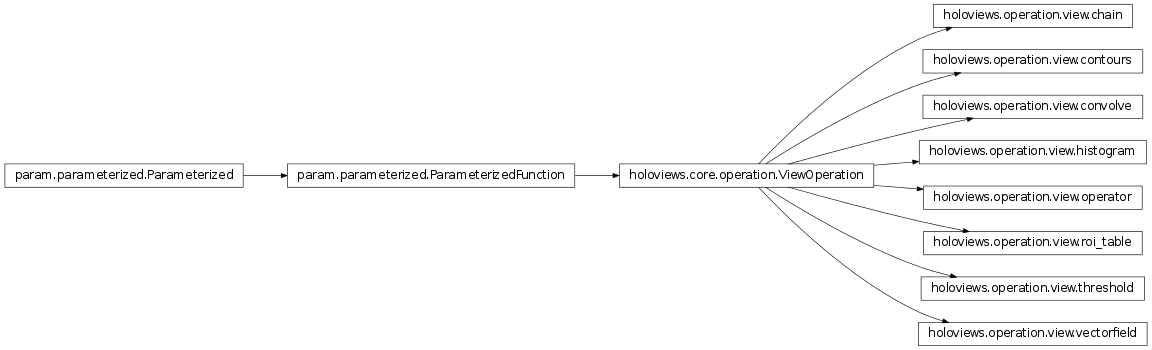 holoviews.operation.view.chain
holoviews.operation.view.contours
holoviews.operation.view.convolve
holoviews.operation.view.histogram
param.parameterized.Parameterized
param.parameterized.ParameterizedFunction
holoviews.core.operation.ViewOperation
holoviews.operation.view.operator
holoviews.operation.view.roi_table
holoviews.operation.view.threshold
holoviews.operation.view.vectorfield